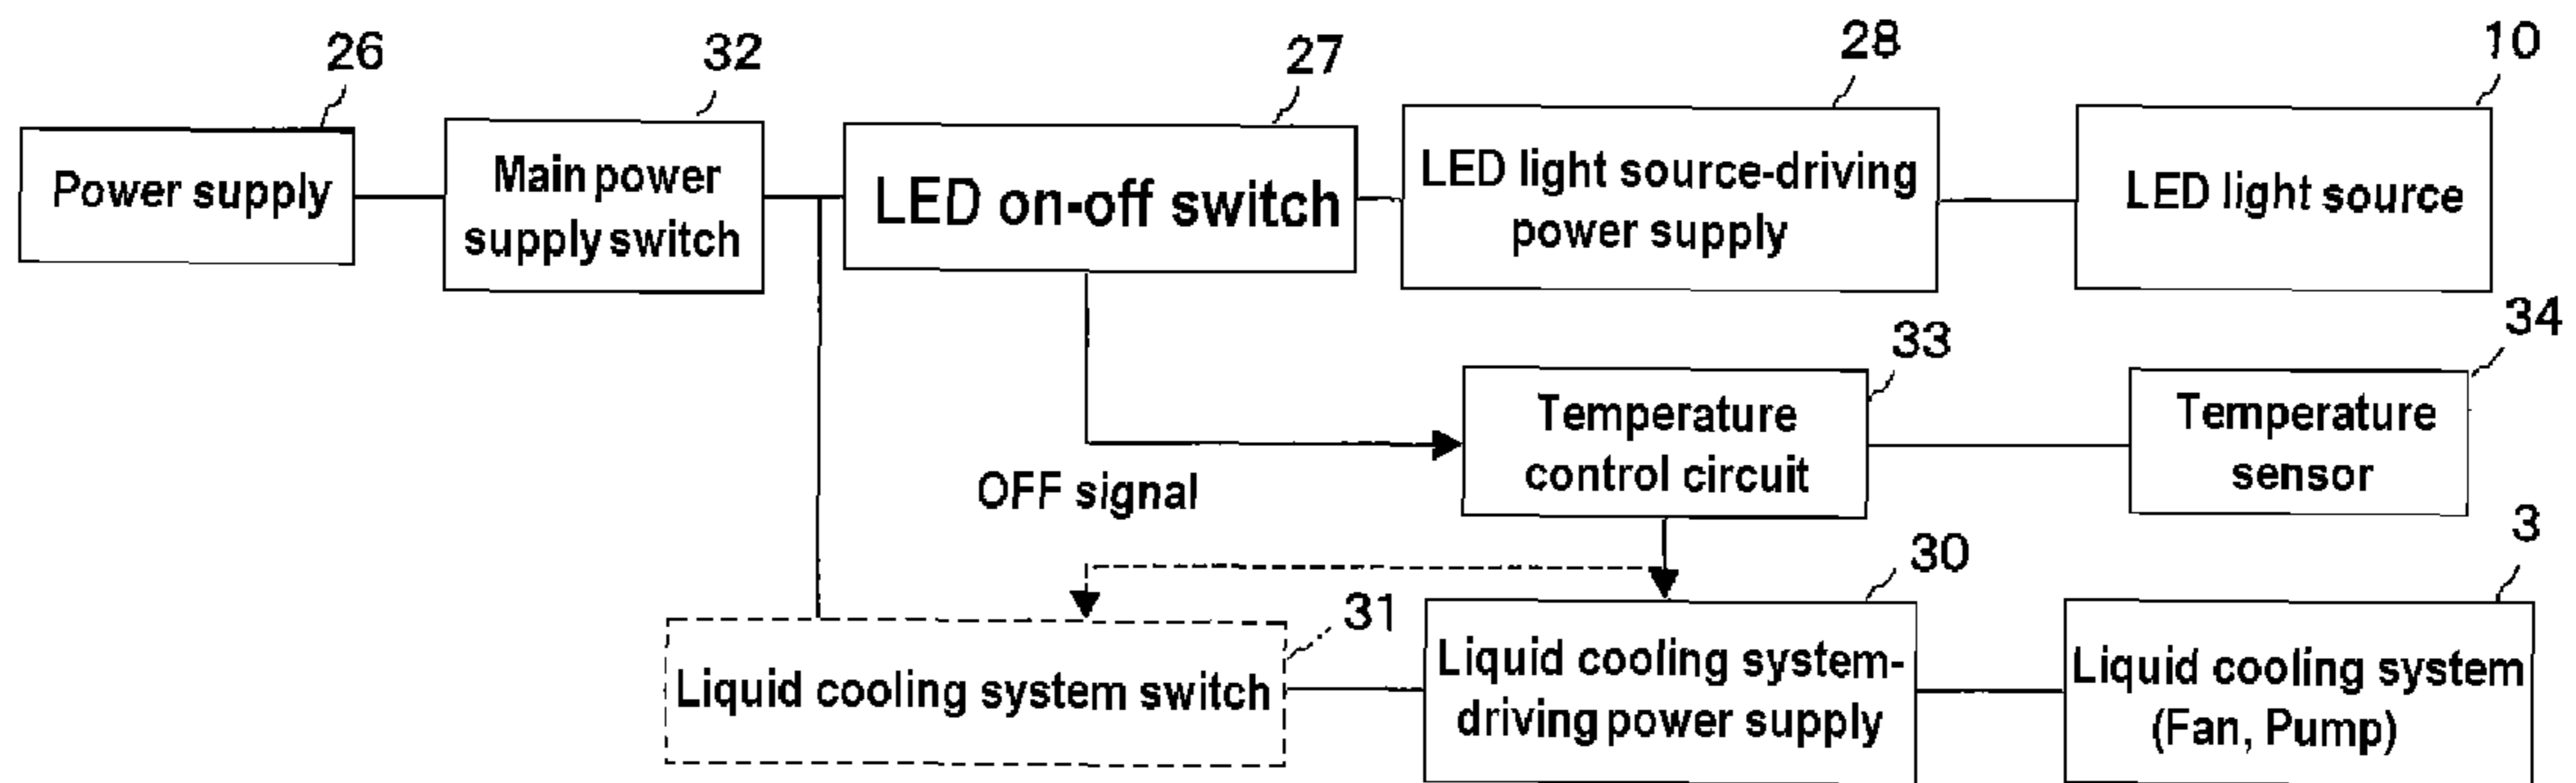 26
32
27
28
10
Power supply
Main power
supply switch
LED on-off switch
LED light source-driving
power supply
LED light source
33
34
Temperature
control circuit
Temperature
sensor
OFF signal
31
30
3
Liquid cooling system switch
Liquid cooling system-
driving power supply
Liquid cooling system
(Fan, Pump)